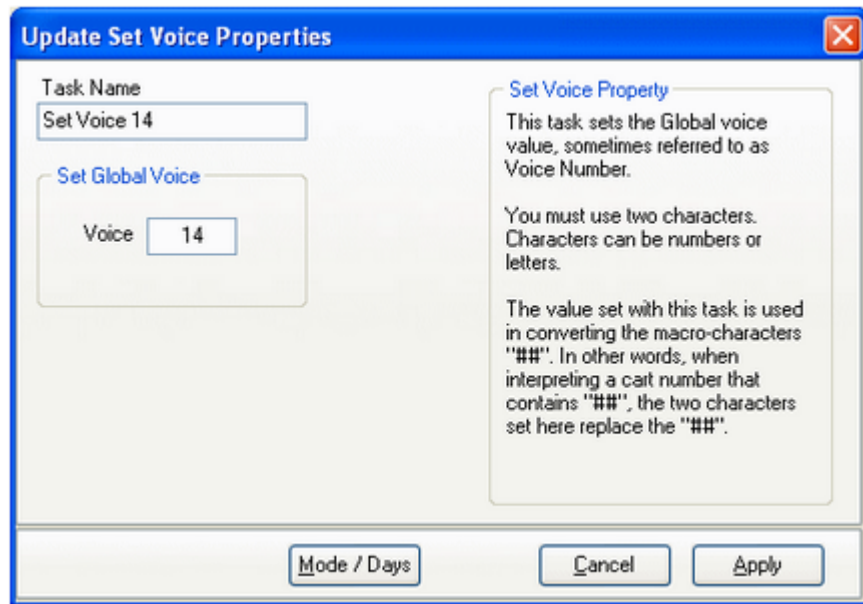 Update Set Voice Properties
Task Name
Set Voice 14
Set Global Voice
Voice 14
Set Voice Property
This task sets the Global voice
value, sometimes referred to as
Voice Number.
You must use two characters.
Characters can be numbers or
letters.
The value set with this task is used
in converting the macro-characters
"##". In other words, when
interpreting a cart number that
contains "##", the two characters
set here replace the "##".
Mode / Days
Cancel
Apply